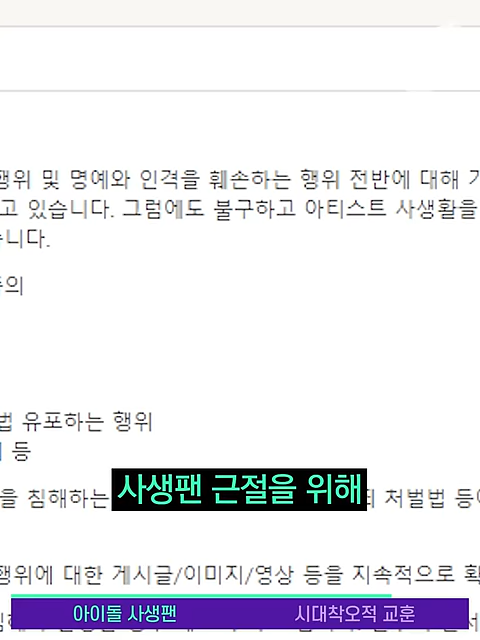 행위 및 명예와 인격을 훼손하는 행위 전반에 대해
고 있습니다. 그럼에도 불구하고 아티스트 사생활을
습니다.
주의
법 유포하는 행위
등
을 침해하는
처벌법 등
사생팬 근절을 위해
행위에 대한 게시글/이미지/영상 등을 지속적으로
아이돌 사생팬
시대착오적 교훈